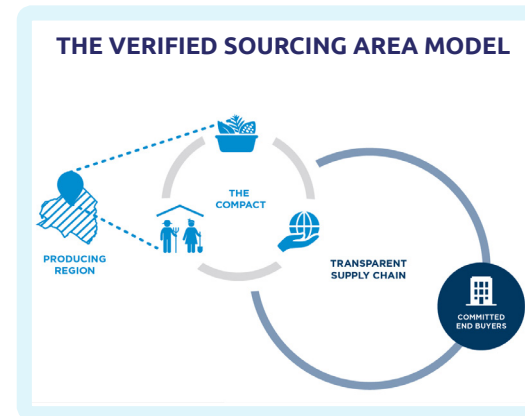 THE VERIFIED SOURCING AREA MODEL
THE
COMPACT
PRODUCING
REGION
TRANSPARENT
SUPPLY CHAIN
COMMITTED
END BUYERS